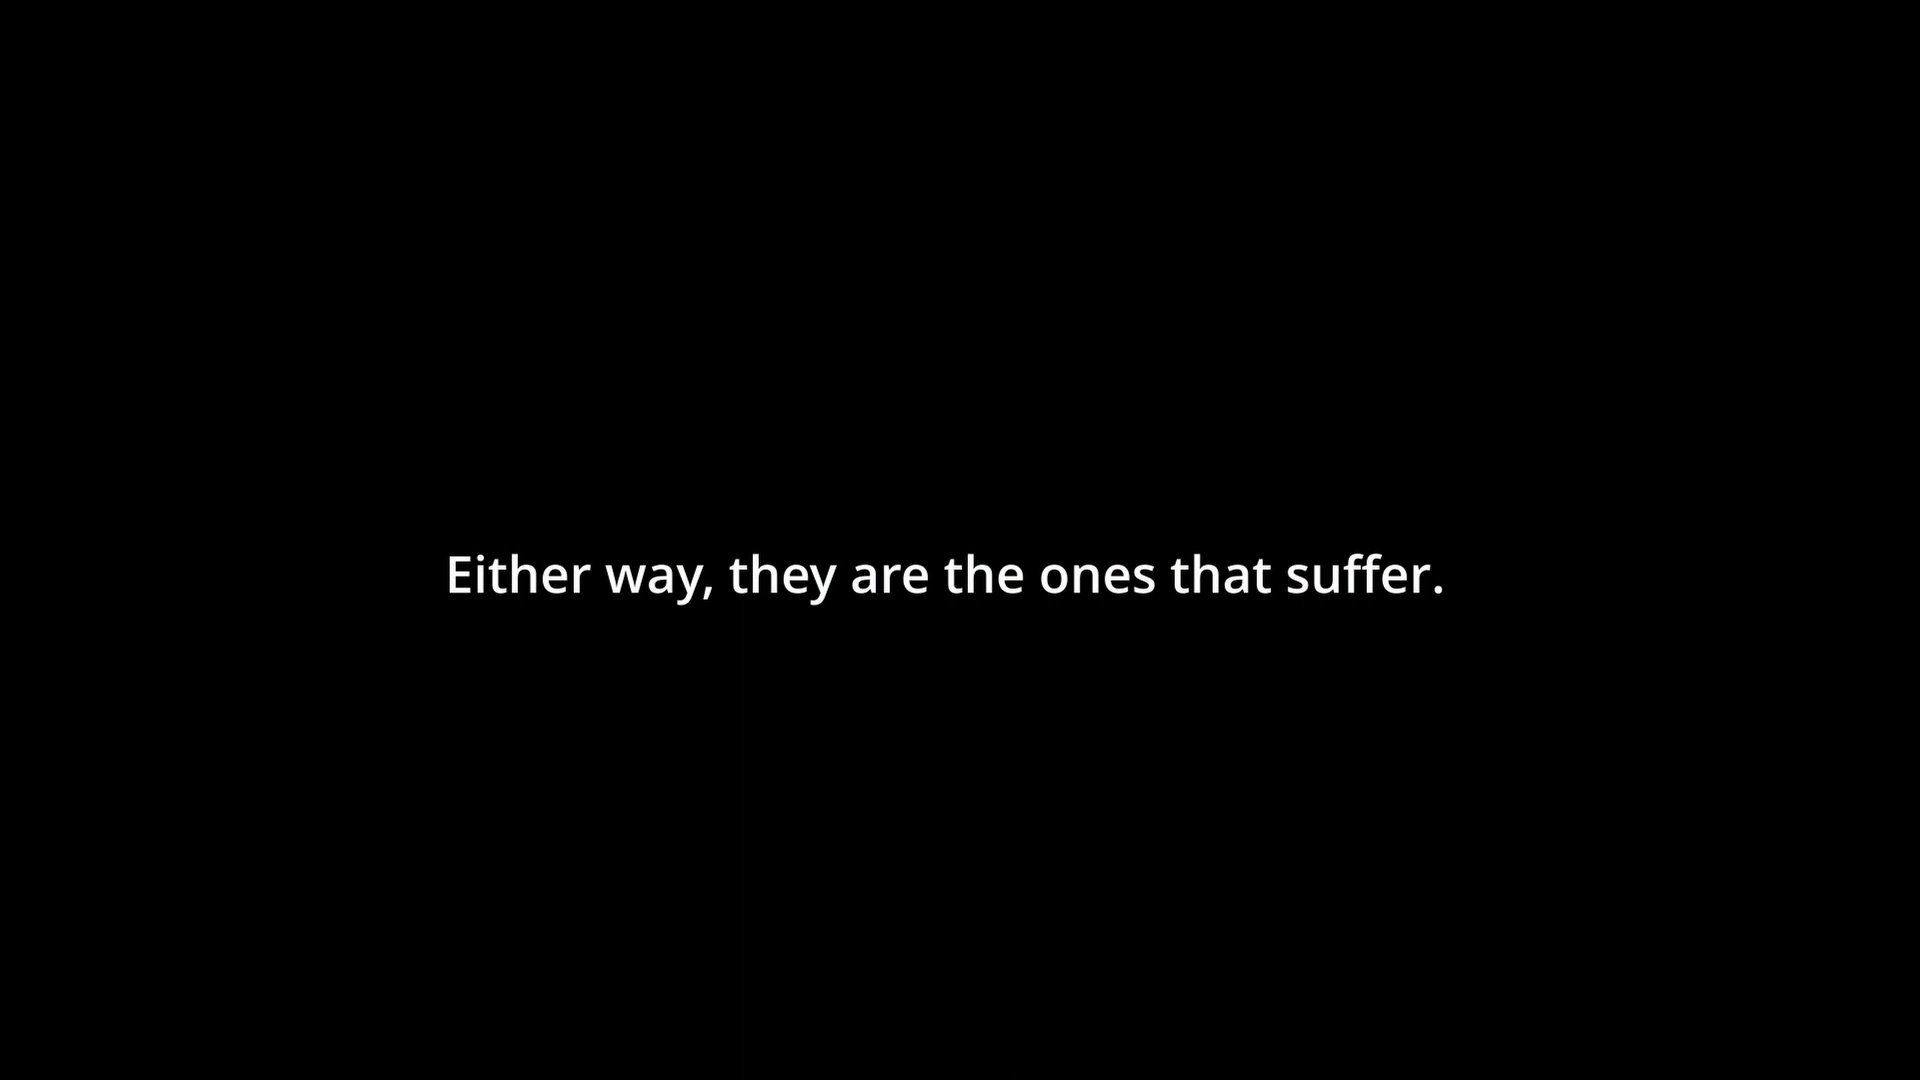 Either way, they are the ones that suffer.